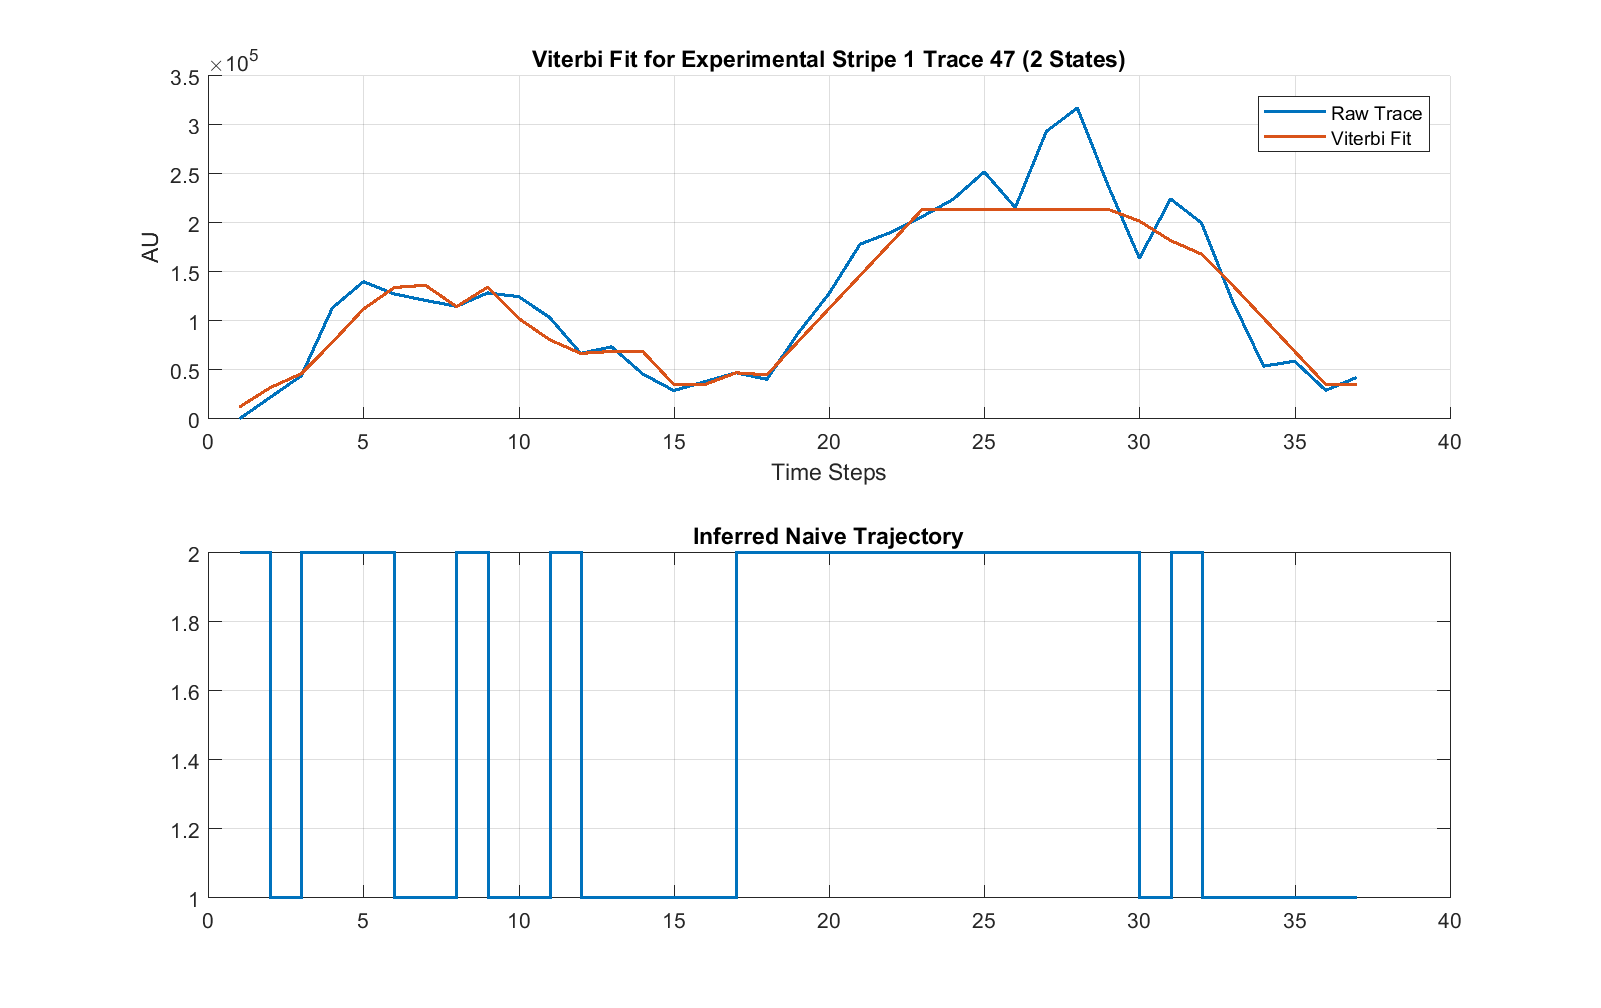 Viterbi Fit for Experimental Stripe 1 Trace 47 (2 States)
×10^5
3.5
3
2.5
2
1.5
1
0.5
0
AU
Raw Trace
Viterbi Fit
0 5 10 15 20 25 30 35 40
Time Steps
Inferred Naive Trajectory
2
1.8
1.6
1.4
1.2
1
0 5 10 15 20 25 30 35 40